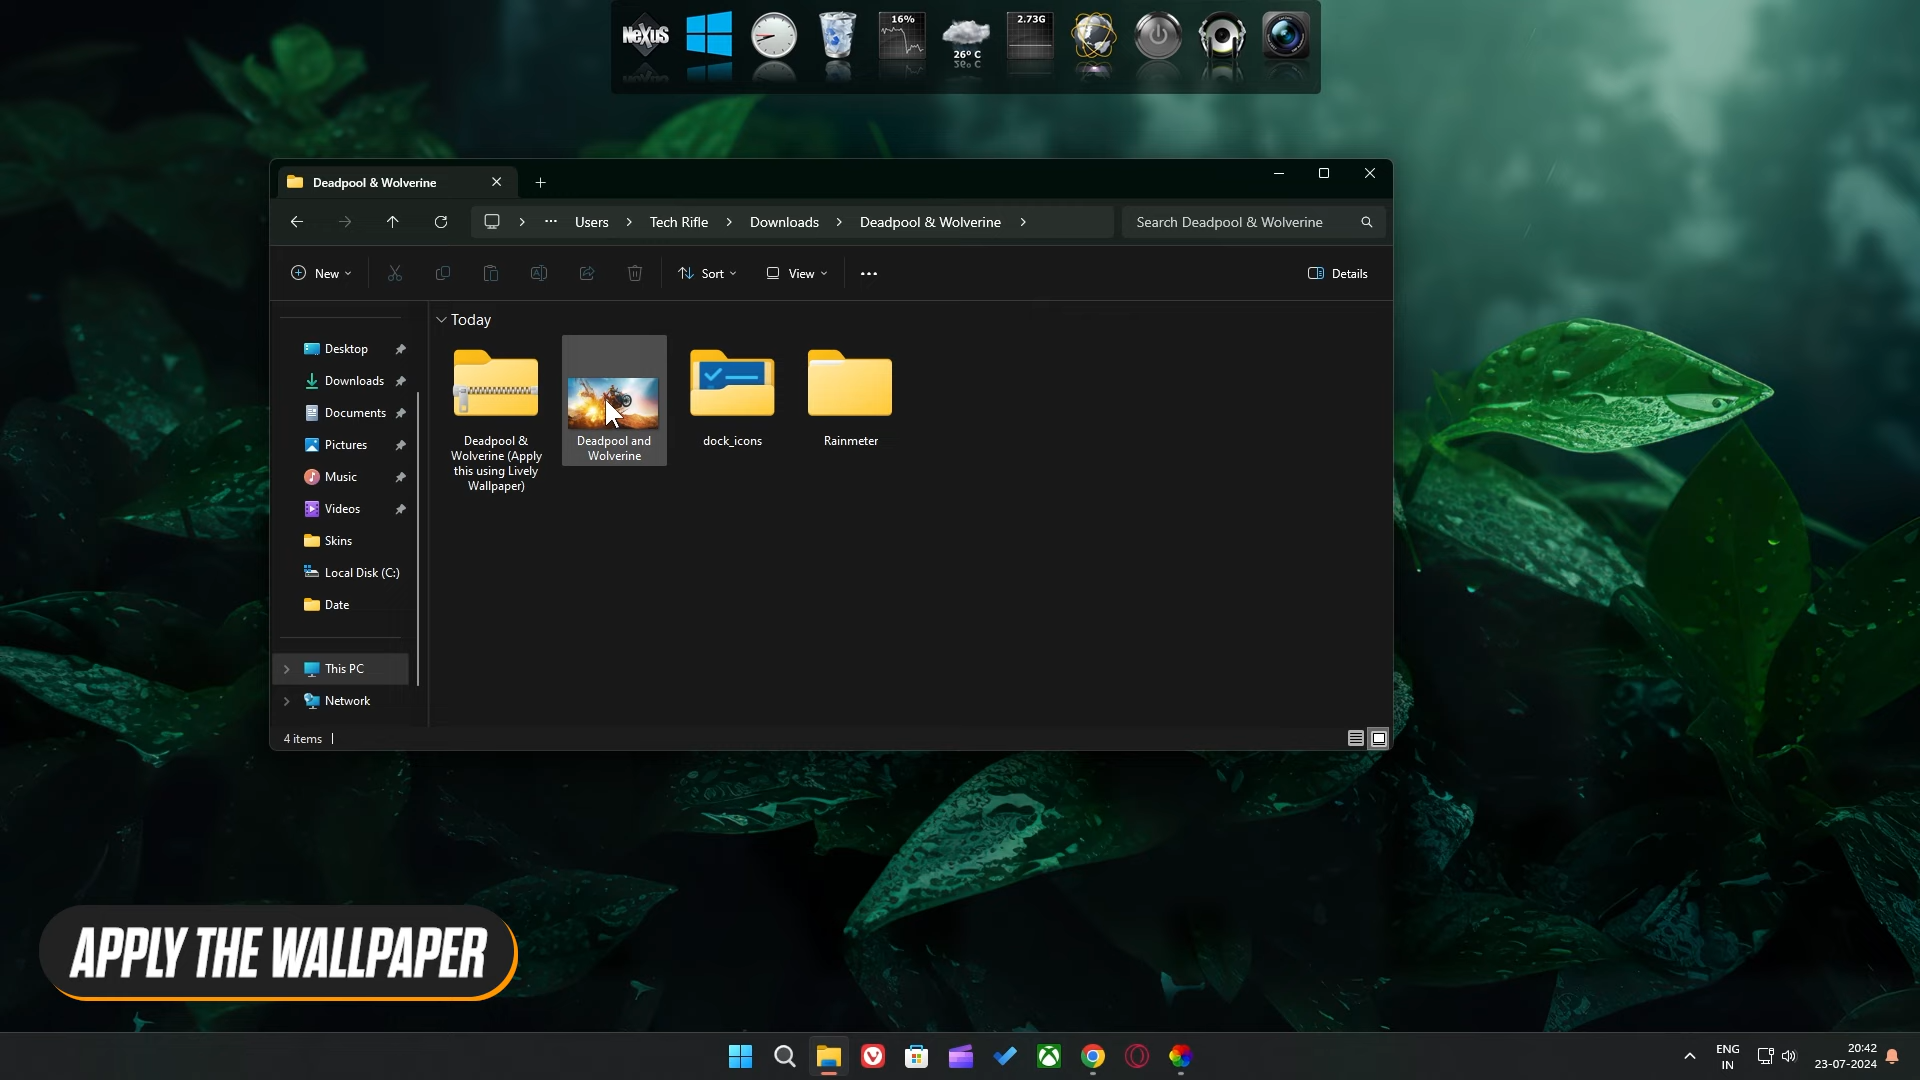 NeXuS
16%
26° C
2.73G
Deadpool & Wolverine
Users
Tech Rifle
Downloads
Deadpool & Wolverine
Search Deadpool & Wolverine
New
Sort
View
Details
Desktop
Downloads
Documents
Pictures
Music
Videos
Skins
Local Disk (C:)
Date
This PC
Network
Today
Deadpool &
Wolverine (Apply
this using Lively
Wallpaper)
Deadpool and
Wolverine
dock_icons
Rainmeter
4 items
APPLY THE WALLPAPER
ENG
IN
20:42
23-07-2024